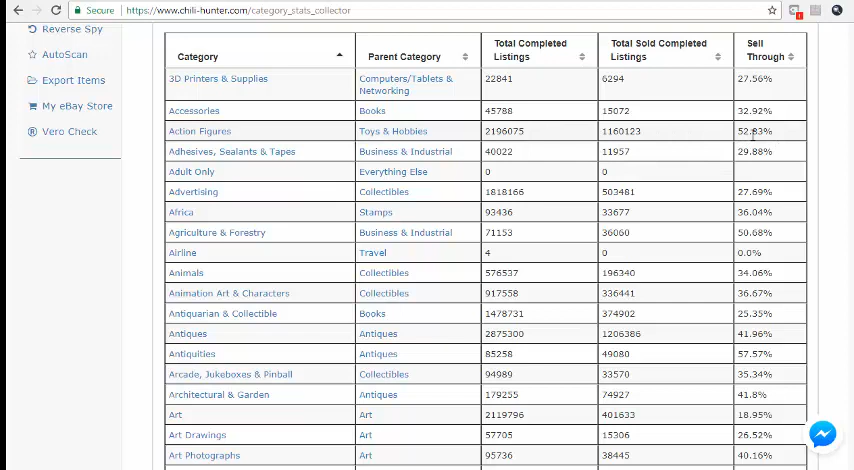 Secure https://www.chili-hunter.com/category_stats_collector
Reverse Spy
AutoScan
Export Items
My eBay Store
Vero Check
Category Parent Category Total Completed Listings Total Sold Completed Listings Sell Through
3D Printers & Supplies Computers/Tablets & Networking 22841 6294 27.56%
Accessories Books 45788 15072 32.92%
Action Figures Toys & Hobbies 2196075 1160123 52.83%
Adhesives, Sealants & Tapes Business & Industrial 40022 11957 29.88%
Adult Only Everything Else 0 0
Advertising Collectibles 1818166 503481 27.69%
Africa Stamps 93436 33677 36.04%
Agriculture & Forestry Business & Industrial 71153 36060 50.68%
Airline Travel 4 0 0.0%
Animals Collectibles 576537 196340 34.06%
Animation Art & Characters Collectibles 917558 336441 36.67%
Antiquarian & Collectible Books 1478731 374902 25.35%
Antiques Antiques 2875300 1206386 41.96%
Antiquities Antiques 85258 49080 57.57%
Arcade, Jukeboxes & Pinball Collectibles 94989 33570 35.34%
Architectural & Garden Antiques 179255 74927 41.8%
Art Art 2119796 401633 18.95%
Art Drawings Art 57705 15306 26.52%
Art Photographs Art 95736 38445 40.16%